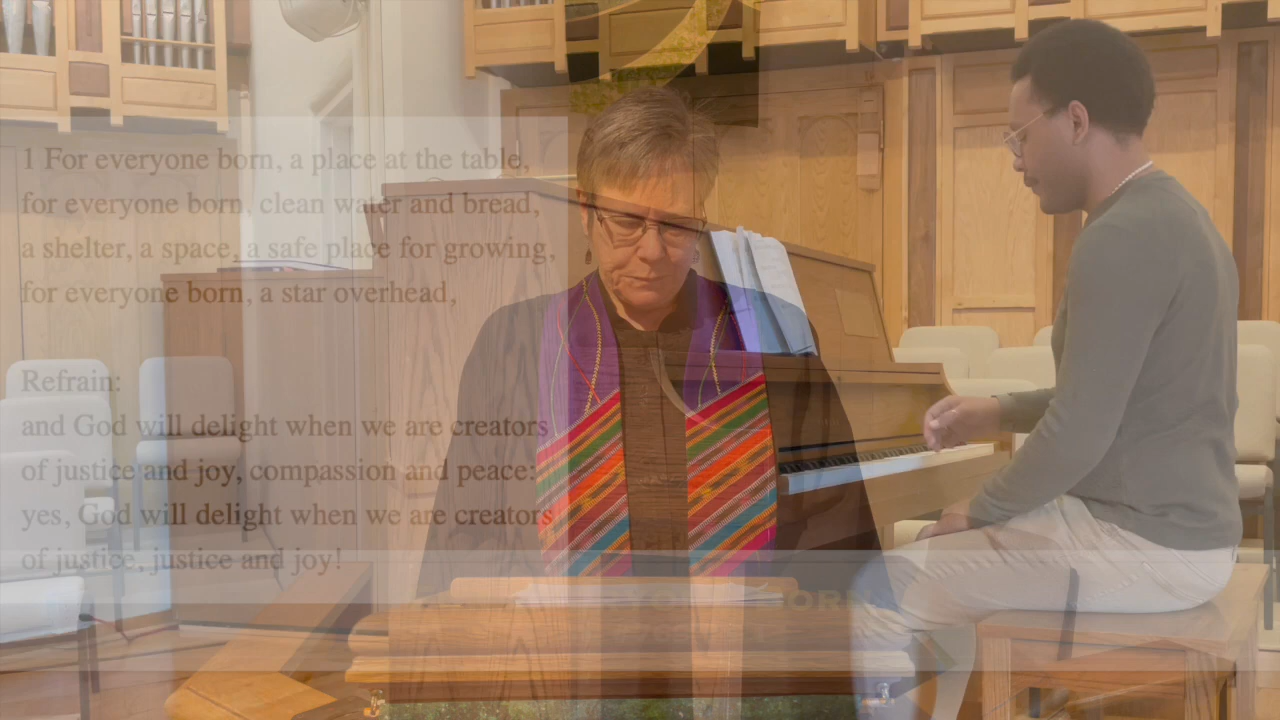 1 For everyone born, a place at the table,
for everyone born, clean water and bread,
a shelter, a space, a safe place for growing,
for everyone born, a star overhead,
Refrain:
and God will delight when we are creators
of justice and joy, compassion and peace:
yes, God will delight when we are creators
of justice, justice and joy!